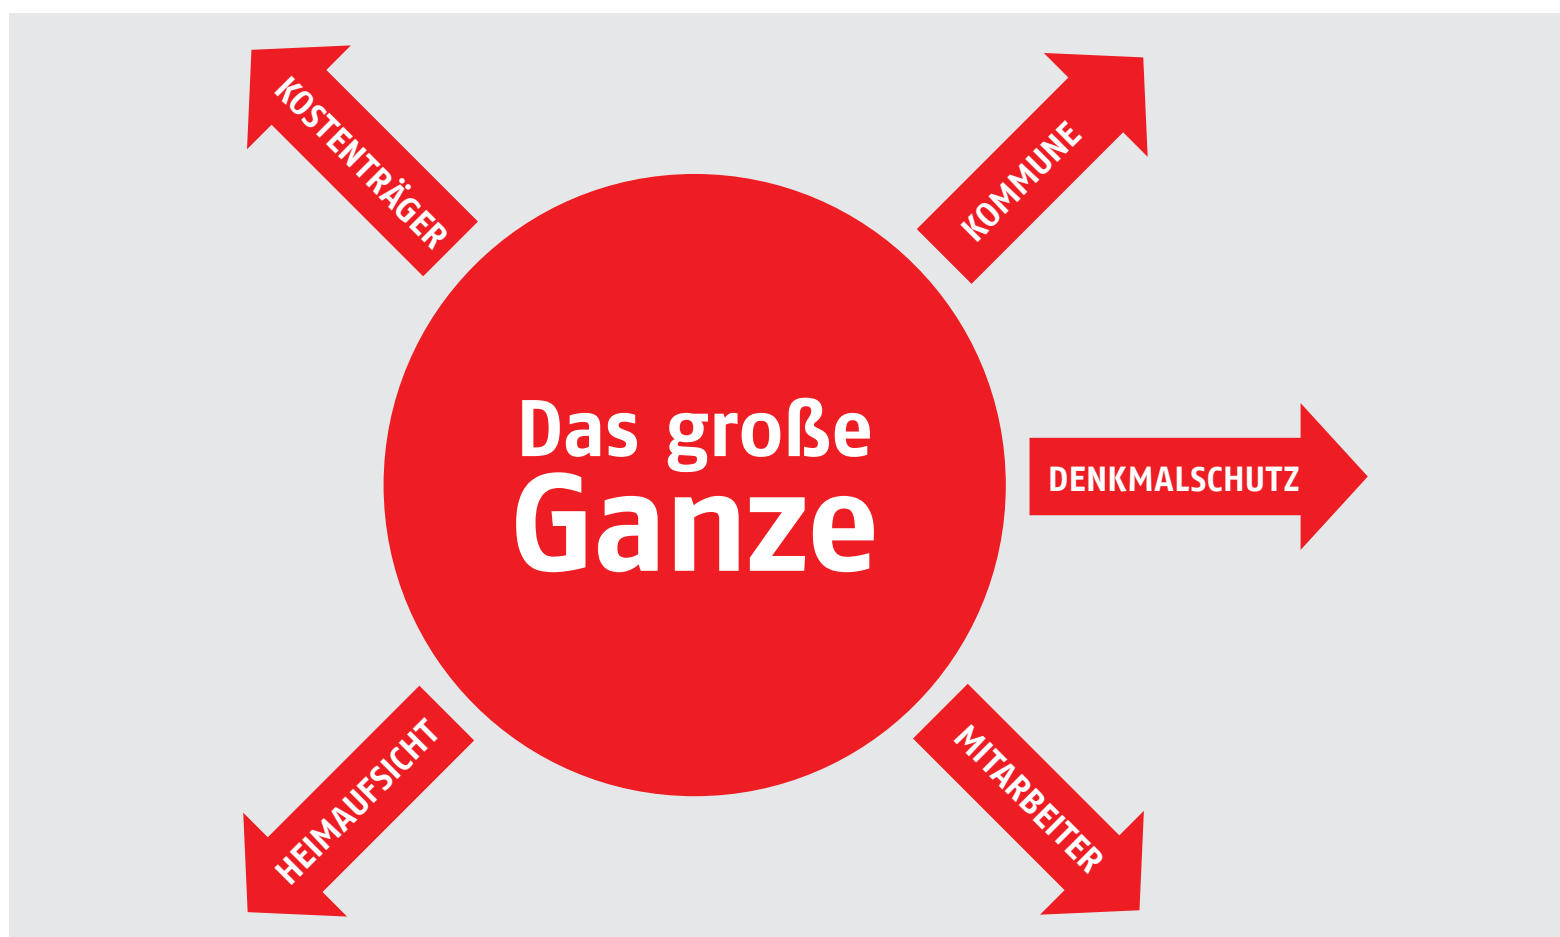 KOSTENTRÄGER
KOMMUNE
Das große
Ganze
DENKMALSCHUTZ
HEIMAUFSICHT
MITARBEITER